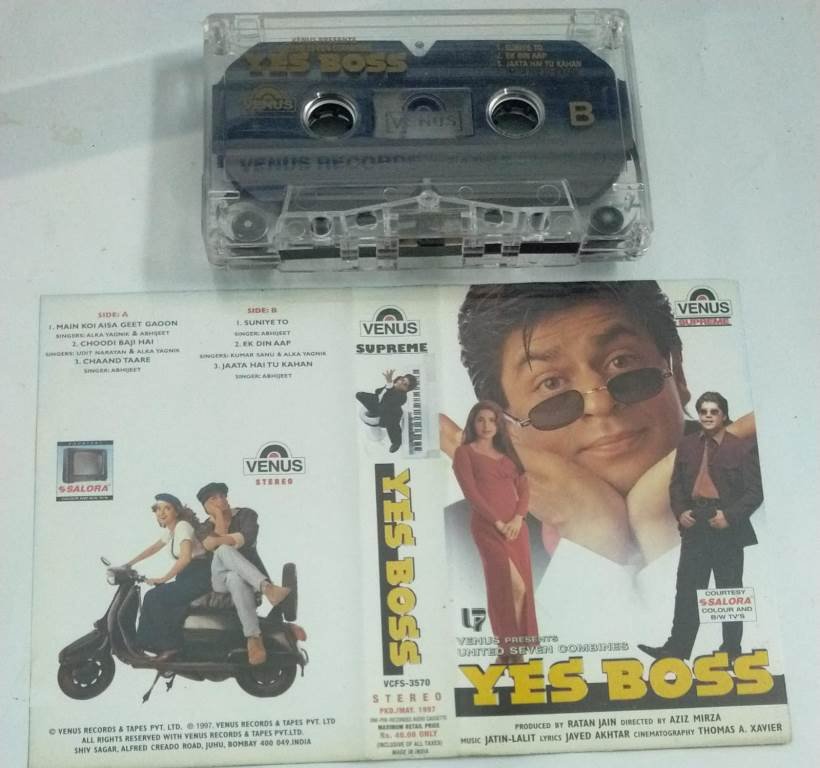 VENUS PRESENTS
YES BOSS
1. SUNIYE TO
2. EK DIN AAP
3. JAATA HAI TU KAHAN
VENUS
VENUS
B
VENUS RECORDS
SIDE: A
1. MAIN KOI AISA GEET GAOON
SINGERS: ALKA YAGNIK & ABHIJEET
2. CHOODI BAJI HAI
SINGERS: UDIT NARAYAN & ALKA YAGNIK
3. CHAAND TAARE
SINGER: ABHIJEET
SIDE: B
1. SUNIYE TO
SINGER: ABHIJEET
2. EK DIN AAP
SINGERS: KUMAR SANU & ALKA YAGNIK
3. JAATA HAI TU KAHAN
SINGER: ABHIJEET
SALORA
VENUS
STEREO
© VENUS RECORDS & TAPES PVT. LTD. ℗ 1997, VENUS RECORDS & TAPES PVT. LTD
ALL RIGHTS RESERVED WITH VENUS RECORDS & TAPES PVT. LTD.
SHIV SAGAR, ALFRED CREADO ROAD, JUHU, BOMBAY 400 049.INDIA
VENUS
SUPREME
YES BOSS
VCFS-3570
STEREO
PKD./MAY. 1997
PRE-RECORDED AUDIO CASSETTE
MAXIMUM RETAIL PRICE
Rs. 40.00 ONLY
(INCLUSIVE OF ALL TAXES)
MADE IN INDIA
VENUS
SUPREME
COURTESY
SALORA
COLOUR AND
B/W TV'S
VENUS PRESENTS
UNITED SEVEN COMBINES
YES BOSS
PRODUCED BY RATAN JAIN DIRECTED BY AZIZ MIRZA
MUSIC JATIN-LALIT LYRICS JAVED AKHTAR CINEMATOGRAPHY THOMAS A. XAVIER